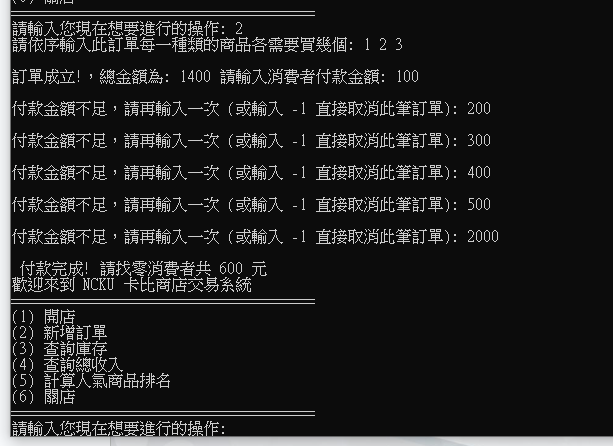 請輸入您現在想要進行的操作: 2
請依序輸入此訂單每一種類的商品各需要買幾個: 1 2 3
訂單成立!，總金額為: 1400 請輸入消費者付款金額: 100
付款金額不足，請再輸入一次 (或輸入 -1 直接取消此筆訂單): 200
付款金額不足，請再輸入一次 (或輸入 -1 直接取消此筆訂單): 300
付款金額不足，請再輸入一次 (或輸入 -1 直接取消此筆訂單): 400
付款金額不足，請再輸入一次 (或輸入 -1 直接取消此筆訂單): 500
付款金額不足，請再輸入一次 (或輸入 -1 直接取消此筆訂單): 2000
付款完成! 請找零消費者共 600 元
歡迎來到 NCKU 卡比商店交易系統
(1) 開店
(2) 新增訂單
(3) 查詢庫存
(4) 查詢總收入
(5) 計算人氣商品排名
(6) 關店
請輸入您現在想要進行的操作: